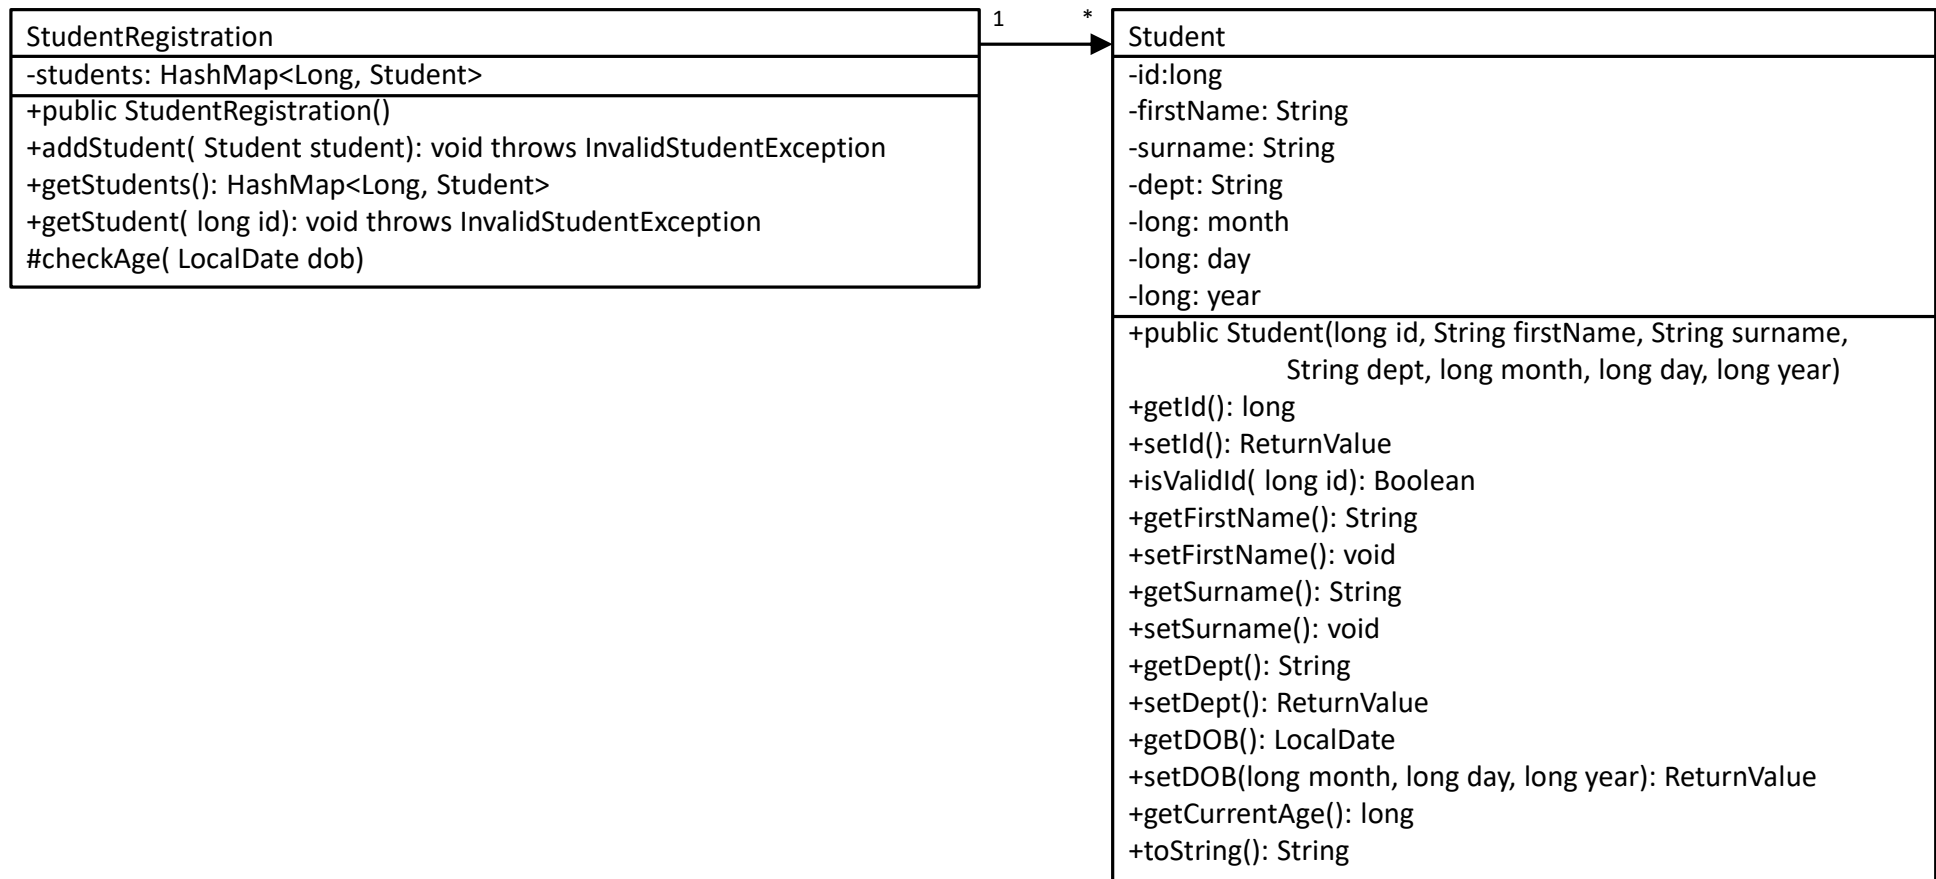 StudentRegistration
-students: HashMap<Long, Student>
+public StudentRegistration()
+addStudent( Student student): void throws InvalidStudentException
+getStudents(): HashMap<Long, Student>
+getStudent( long id): void throws InvalidStudentException
#checkAge( LocalDate dob)
1
*
Student
-id:long
-firstName: String
-surname: String
-dept: String
-long: month
-long: day
-long: year
+public Student(long id, String firstName, String surname,
String dept, long month, long day, long year)
+getId(): long
+setId(): ReturnValue
+isValidId( long id): Boolean
+getFirstName(): String
+setFirstName(): void
+getSurname(): String
+setSurname(): void
+getDept(): String
+setDept(): ReturnValue
+getDOB(): LocalDate
+setDOB(long month, long day, long year): ReturnValue
+getCurrentAge(): long
+toString(): String